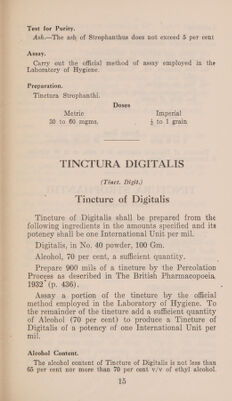 Test for Purity.
Ash.—The ash of Strophanthus does not exceed 5 per cent
Assay.
Carry out the official method of assay employed in the
Laboratory of Hygiene.
Preparation.
Tinctura Strophanthi.
Doses
Metric Imperial
30 to 60 mgms. ½ to 1 grain
TINCTURA DIGITALIS
(Tinct. Digit.)
Tincture of Digitalis
Tincture of Digitalis shall be prepared from the
following ingredients in the amounts specified and its
potency shall be one International Unit per mil.
Digitalis, in No. 40 powder, 100 Gm.
Alcohol, 70 per cent, a sufficient quantity.
Prepare 900 mils of a tincture by the Percolation
Process as described in The British Pharmacopoeia
1932 (p. 436).
Assay a portion of the tincture by the official
method employed in the Laboratory of Hygiene. To
the remainder of the tincture add a sufficient quantity
of Alcohol (70 per cent) to produce a Tincture of
Digitalis of a potency of one International Unit per
mil.
Alcohol Content.
The alcohol content of Tincture of Digitalis is not less than
65 per cent nor more than 70 per cent v/v of ethyl alcohol.
15